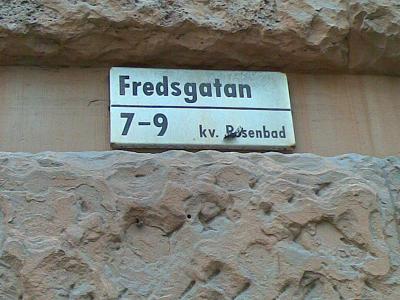 Fredsgatan
7-9 kv. Rosenbad